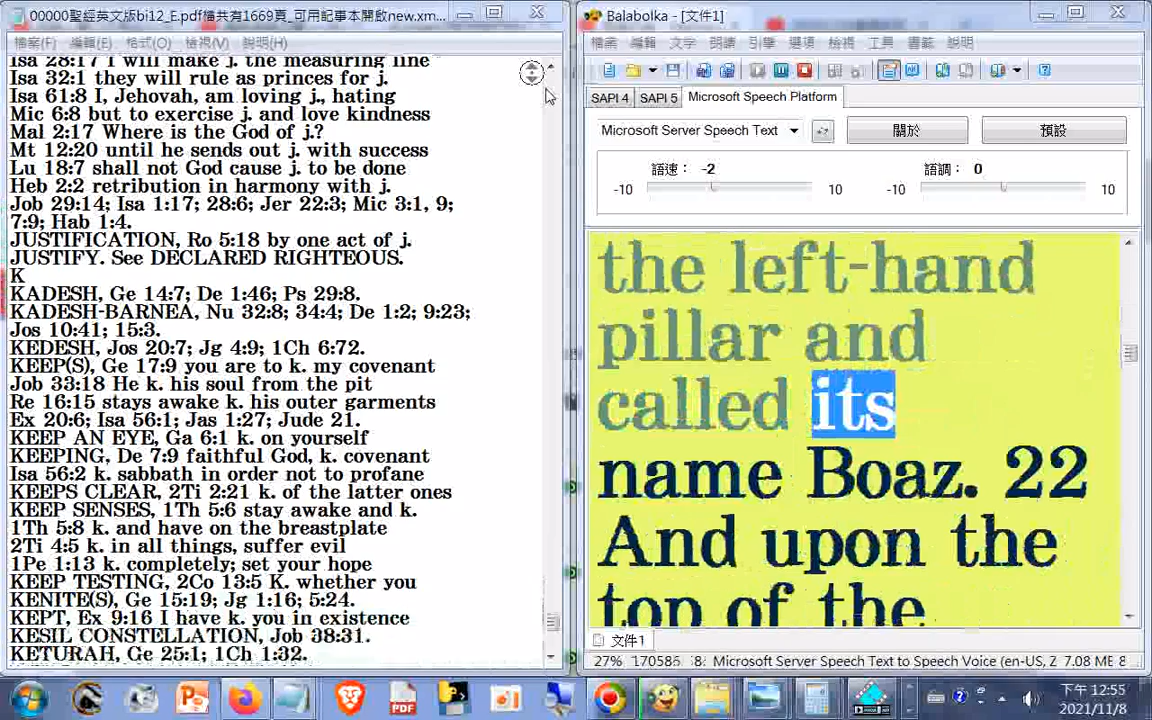 00000聖經英文版bi12_E.pdf檔共有1669頁_可用記事本開啟new.xm...
檔案(F) 編輯(E) 格式(O) 檢視(V) 說明(H)
Isa 28:17 I will make j. the measuring line
Isa 32:1 they will rule as princes for j.
Isa 61:8 I, Jehovah, am loving j., hating
Mic 6:8 but to exercise j. and love kindness
Mal 2:17 Where is the God of j.?
Mt 12:20 until he sends out j. with success
Lu 18:7 shall not God cause j. to be done
Heb 2:2 retribution in harmony with j.
Job 29:14; Isa 1:17; 28:6; Jer 22:3; Mic 3:1, 9;
7:9; Hab 1:4.
JUSTIFICATION, Ro 5:18 by one act of j.
JUSTIFY. See DECLARED RIGHTEOUS.
K
KADESH, Ge 14:7; De 1:46; Ps 29:8.
KADESH-BARNEA, Nu 32:8; 34:4; De 1:2; 9:23;
Jos 10:41; 15:3.
KEDESH, Jos 20:7; Jg 4:9; 1Ch 6:72.
KEEP(S), Ge 17:9 you are to k. my covenant
Job 33:18 He k. his soul from the pit
Re 16:15 stays awake k. his outer garments
Ex 20:6; Isa 56:1; Jas 1:27; Jude 21.
KEEP AN EYE, Ga 6:1 k. on yourself
KEEPING, De 7:9 faithful God, k. covenant
Isa 56:2 k. sabbath in order not to profane
KEEPS CLEAR, 2Ti 2:21 k. of the latter ones
KEEP SENSES, 1Th 5:6 stay awake and k.
1Th 5:8 k. and have on the breastplate
2Ti 4:5 k. in all things, suffer evil
1Pe 1:13 k. completely; set your hope
KEEP TESTING, 2Co 13:5 K. whether you
KENITE(S), Ge 15:19; Jg 1:16; 5:24.
KEPT, Ex 9:16 I have k. you in existence
KESIL CONSTELLATION, Job 38:31.
KETURAH, Ge 25:1; 1Ch 1:32.
Balabolka - [文件1]
檔案 編輯 文字 朗讀 引擎 選項 檢視 工具 書籤 說明
SAPI 4 SAPI 5 Microsoft Speech Platform
Microsoft Server Speech Text 關於 預設
語速： -2 語調： 0
-10 10 -10 10
the left-hand
pillar and
called its
name Boaz. 22
And upon the
top of the
文件1
27% Microsoft Server Speech Text to Speech Voice (en-US, Z 7.08 MB
PDF
下午 12:55
2021/11/8